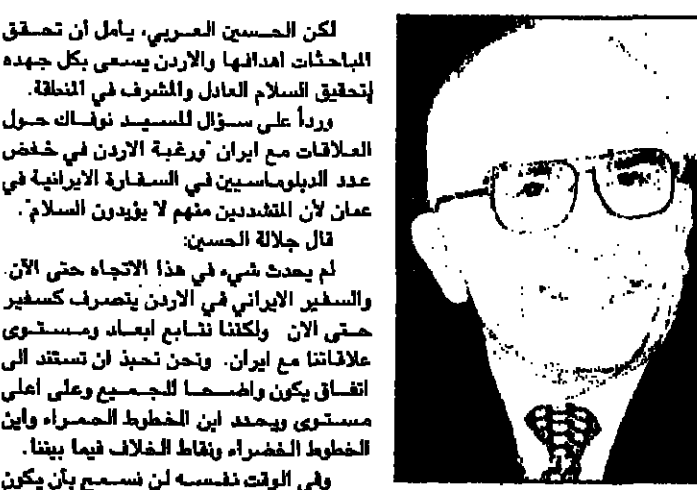 لكن الحسين العربي، يأمل أن تحقق
المباحثات اهدافها والاردن يسعى بكل جهده
لتحقيق السلام العادل والمشرف في المنطقة.
ورداً على سؤال للسيد نوفاك حول
العلاقات مع ايران "ورغبة الاردن في خفض
عدد الدبلوماسيين في السفارة الايرانية في
عمان لأن المتشددين منهم لا يؤيدون السلام".
قال جلالة الحسين:
لم يحدث شيء في هذا الاتجاه حتى الآن.
والسفير الايراني في الاردن يتصرف كسفير
حتى الان ولكننا نتابع ابعاد ومستوى
علاقاتنا مع ايران. ونحن نحبذ ان تستند الى
اتفاق يكون واضحا للجميع وعلى اعلى
مستوى ويحدد اين الخطوط الحمراء واين
الخطوط الخضراء ونقاط الخلاف فيما بيننا.
وفي الوقت نفسه لن نسمح بأن يكون